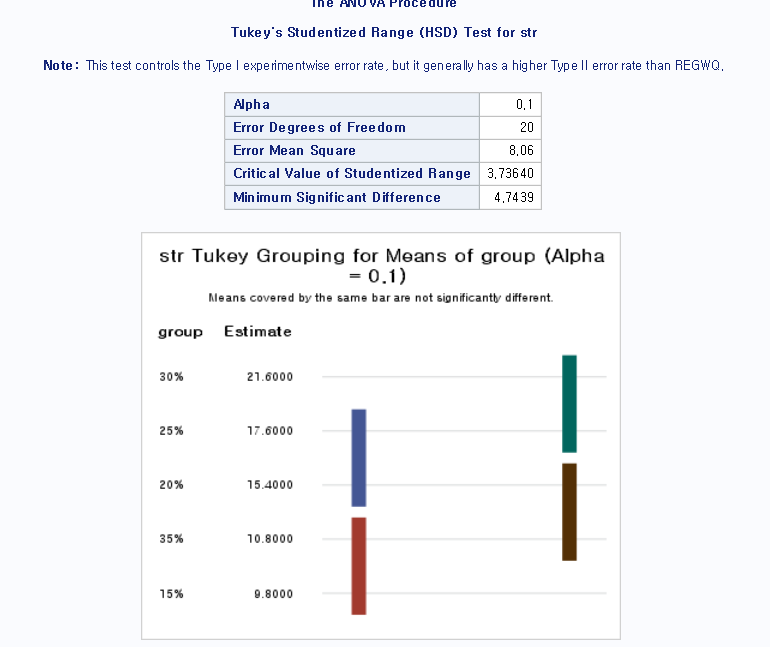 The ANOVA Procedure
Tukey's Studentized Range (HSD) Test for str
Note: This test controls the Type I experimentwise error rate, but it generally has a higher Type II error rate than REGWQ.
Alpha 0.1
Error Degrees of Freedom 20
Error Mean Square 8.06
Critical Value of Studentized Range 3.73640
Minimum Significant Difference 4.7439
str Tukey Grouping for Means of group (Alpha
= 0.1)
Means covered by the same bar are not significantly different.
group Estimate
30% 21.6000
25% 17.6000
20% 15.4000
35% 10.8000
15% 9.8000